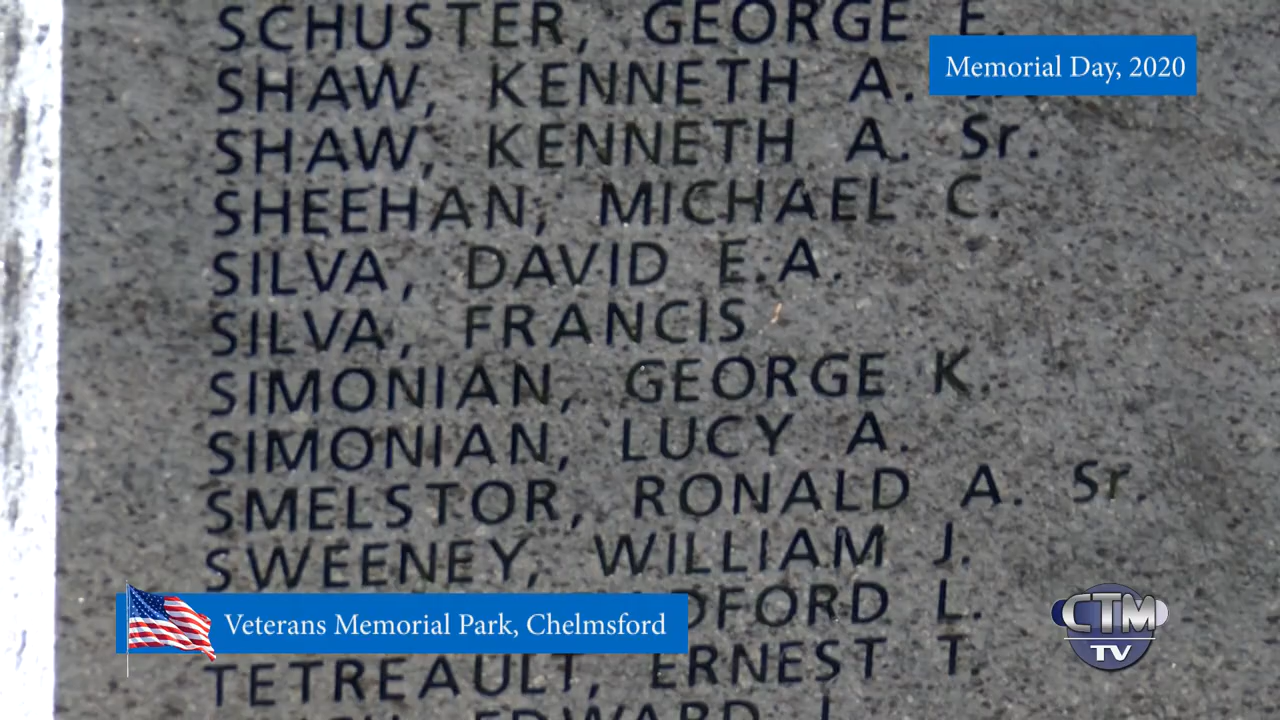 SCHUSTER, GEORGE E.
Memorial Day, 2020
SHAW, KENNETH A.
SHAW, KENNETH A. Sr.
SHEEHAN, MICHAEL C.
SILVA, DAVID E.A.
SILVA, FRANCIS
SIMONIAN, GEORGE K.
SIMONIAN, LUCY A.
SMELSTOR, RONALD A. Sr.
SWEENEY, WILLIAM J.
L.
Veterans Memorial Park, Chelmsford
CTM
TV
TETREAULT, ERNEST T.
EDWARD